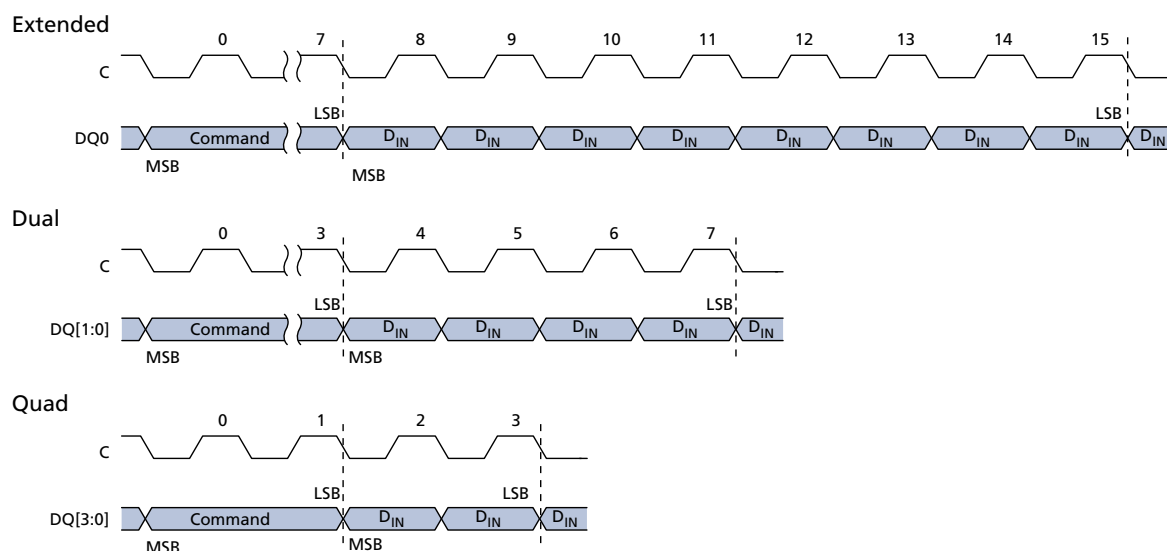 Extended
0 7 8 9 10 11 12 13 14 15
C
LSB LSB
DQ0 Command DIN DIN DIN DIN DIN DIN DIN DIN DIN
MSB MSB
Dual
0 3 4 5 6 7
C
LSB LSB
DQ[1:0] Command DIN DIN DIN DIN DIN
MSB MSB
Quad
0 1 2 3
C
LSB LSB
DQ[3:0] Command DIN DIN DIN
MSB MSB